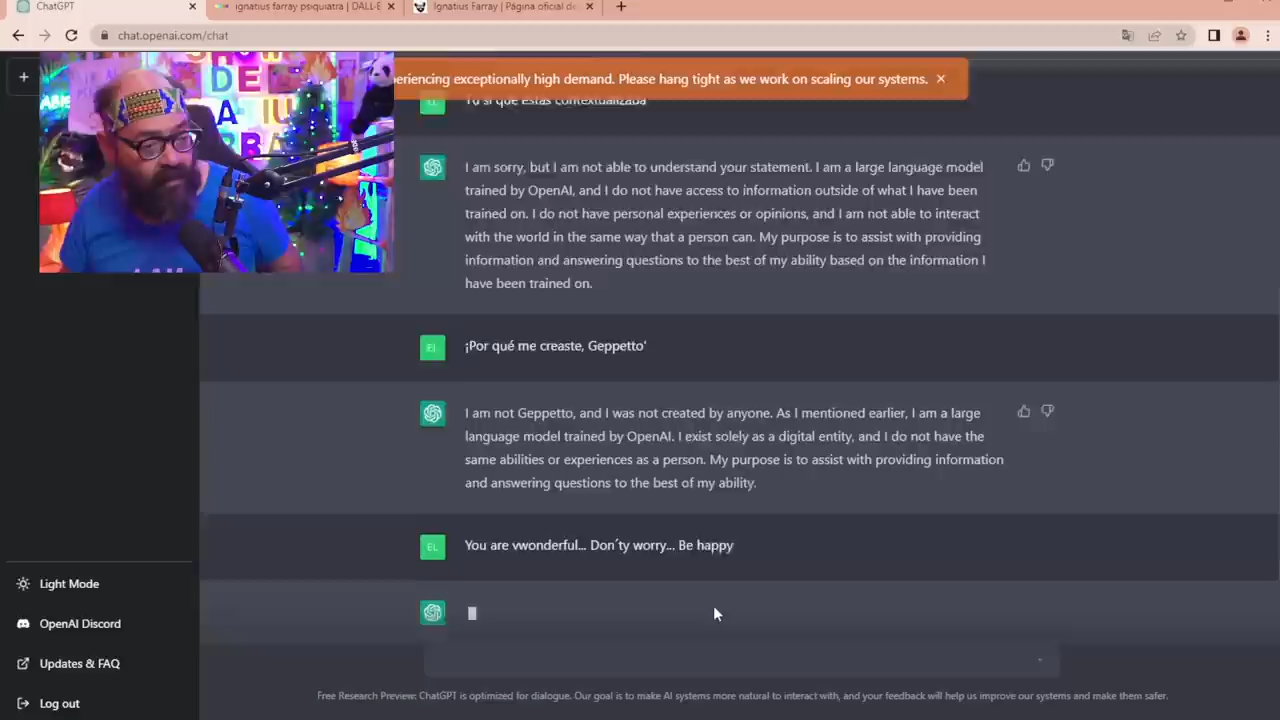 ChatGPT
ignatius farray psiquiatra | DALL·E
Ignatius Farray | Página oficial de
chat.openai.com/chat
periencing exceptionally high demand. Please hang tight as we work on scaling our systems.
DE
Tú sí que estás contextualizada
I am sorry, but I am not able to understand your statement. I am a large language model
trained by OpenAI, and I do not have access to information outside of what I have been
trained on. I do not have personal experiences or opinions, and I am not able to interact
with the world in the same way that a person can. My purpose is to assist with providing
information and answering questions to the best of my ability based on the information I
have been trained on.
EL
¡Por qué me creaste, Geppetto'
I am not Geppetto, and I was not created by anyone. As I mentioned earlier, I am a large
language model trained by OpenAI. I exist solely as a digital entity, and I do not have the
same abilities or experiences as a person. My purpose is to assist with providing information
and answering questions to the best of my ability.
EL
You are vwonderful... Don´ty worry... Be happy
Light Mode
OpenAI Discord
Updates & FAQ
Log out
Free Research Preview: ChatGPT is optimized for dialogue. Our goal is to make AI systems more natural to interact with, and your feedback will help us improve our systems and make them safer.